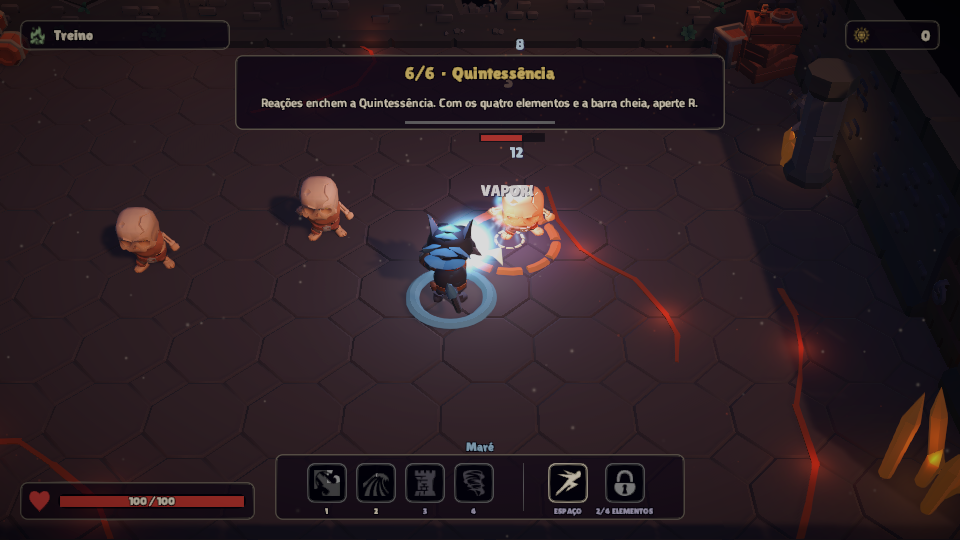 Treino
8
0
6/6 · Quintessência
Reações enchem a Quintessência. Com os quatro elementos e a barra cheia, aperte R.
12
VAPOR!
Maré
100/100
1
2
3
4
ESPAÇO
2/4 ELEMENTOS